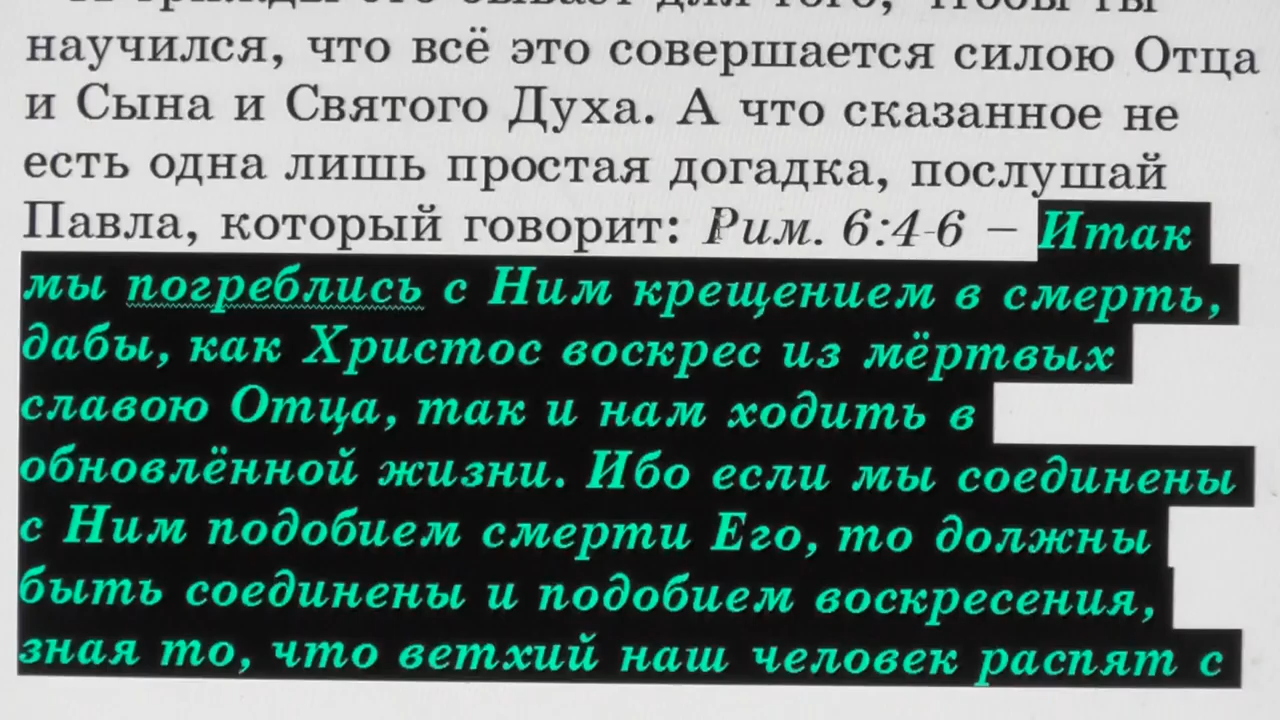 научился, что всё это совершается силою Отца
и Сына и Святого Духа. А что сказанное не
есть одна лишь простая догадка, послушай
Павла, который говорит: Рим. 6:4-6 – Итак
мы погреблись с Ним крещением в смерть,
дабы, как Христос воскрес из мёртвых
славою Отца, так и нам ходить в
обновлённой жизни. Ибо если мы соединены
с Ним подобием смерти Его, то должны
быть соединены и подобием воскресения,
зная то, что ветхий наш человек распят с